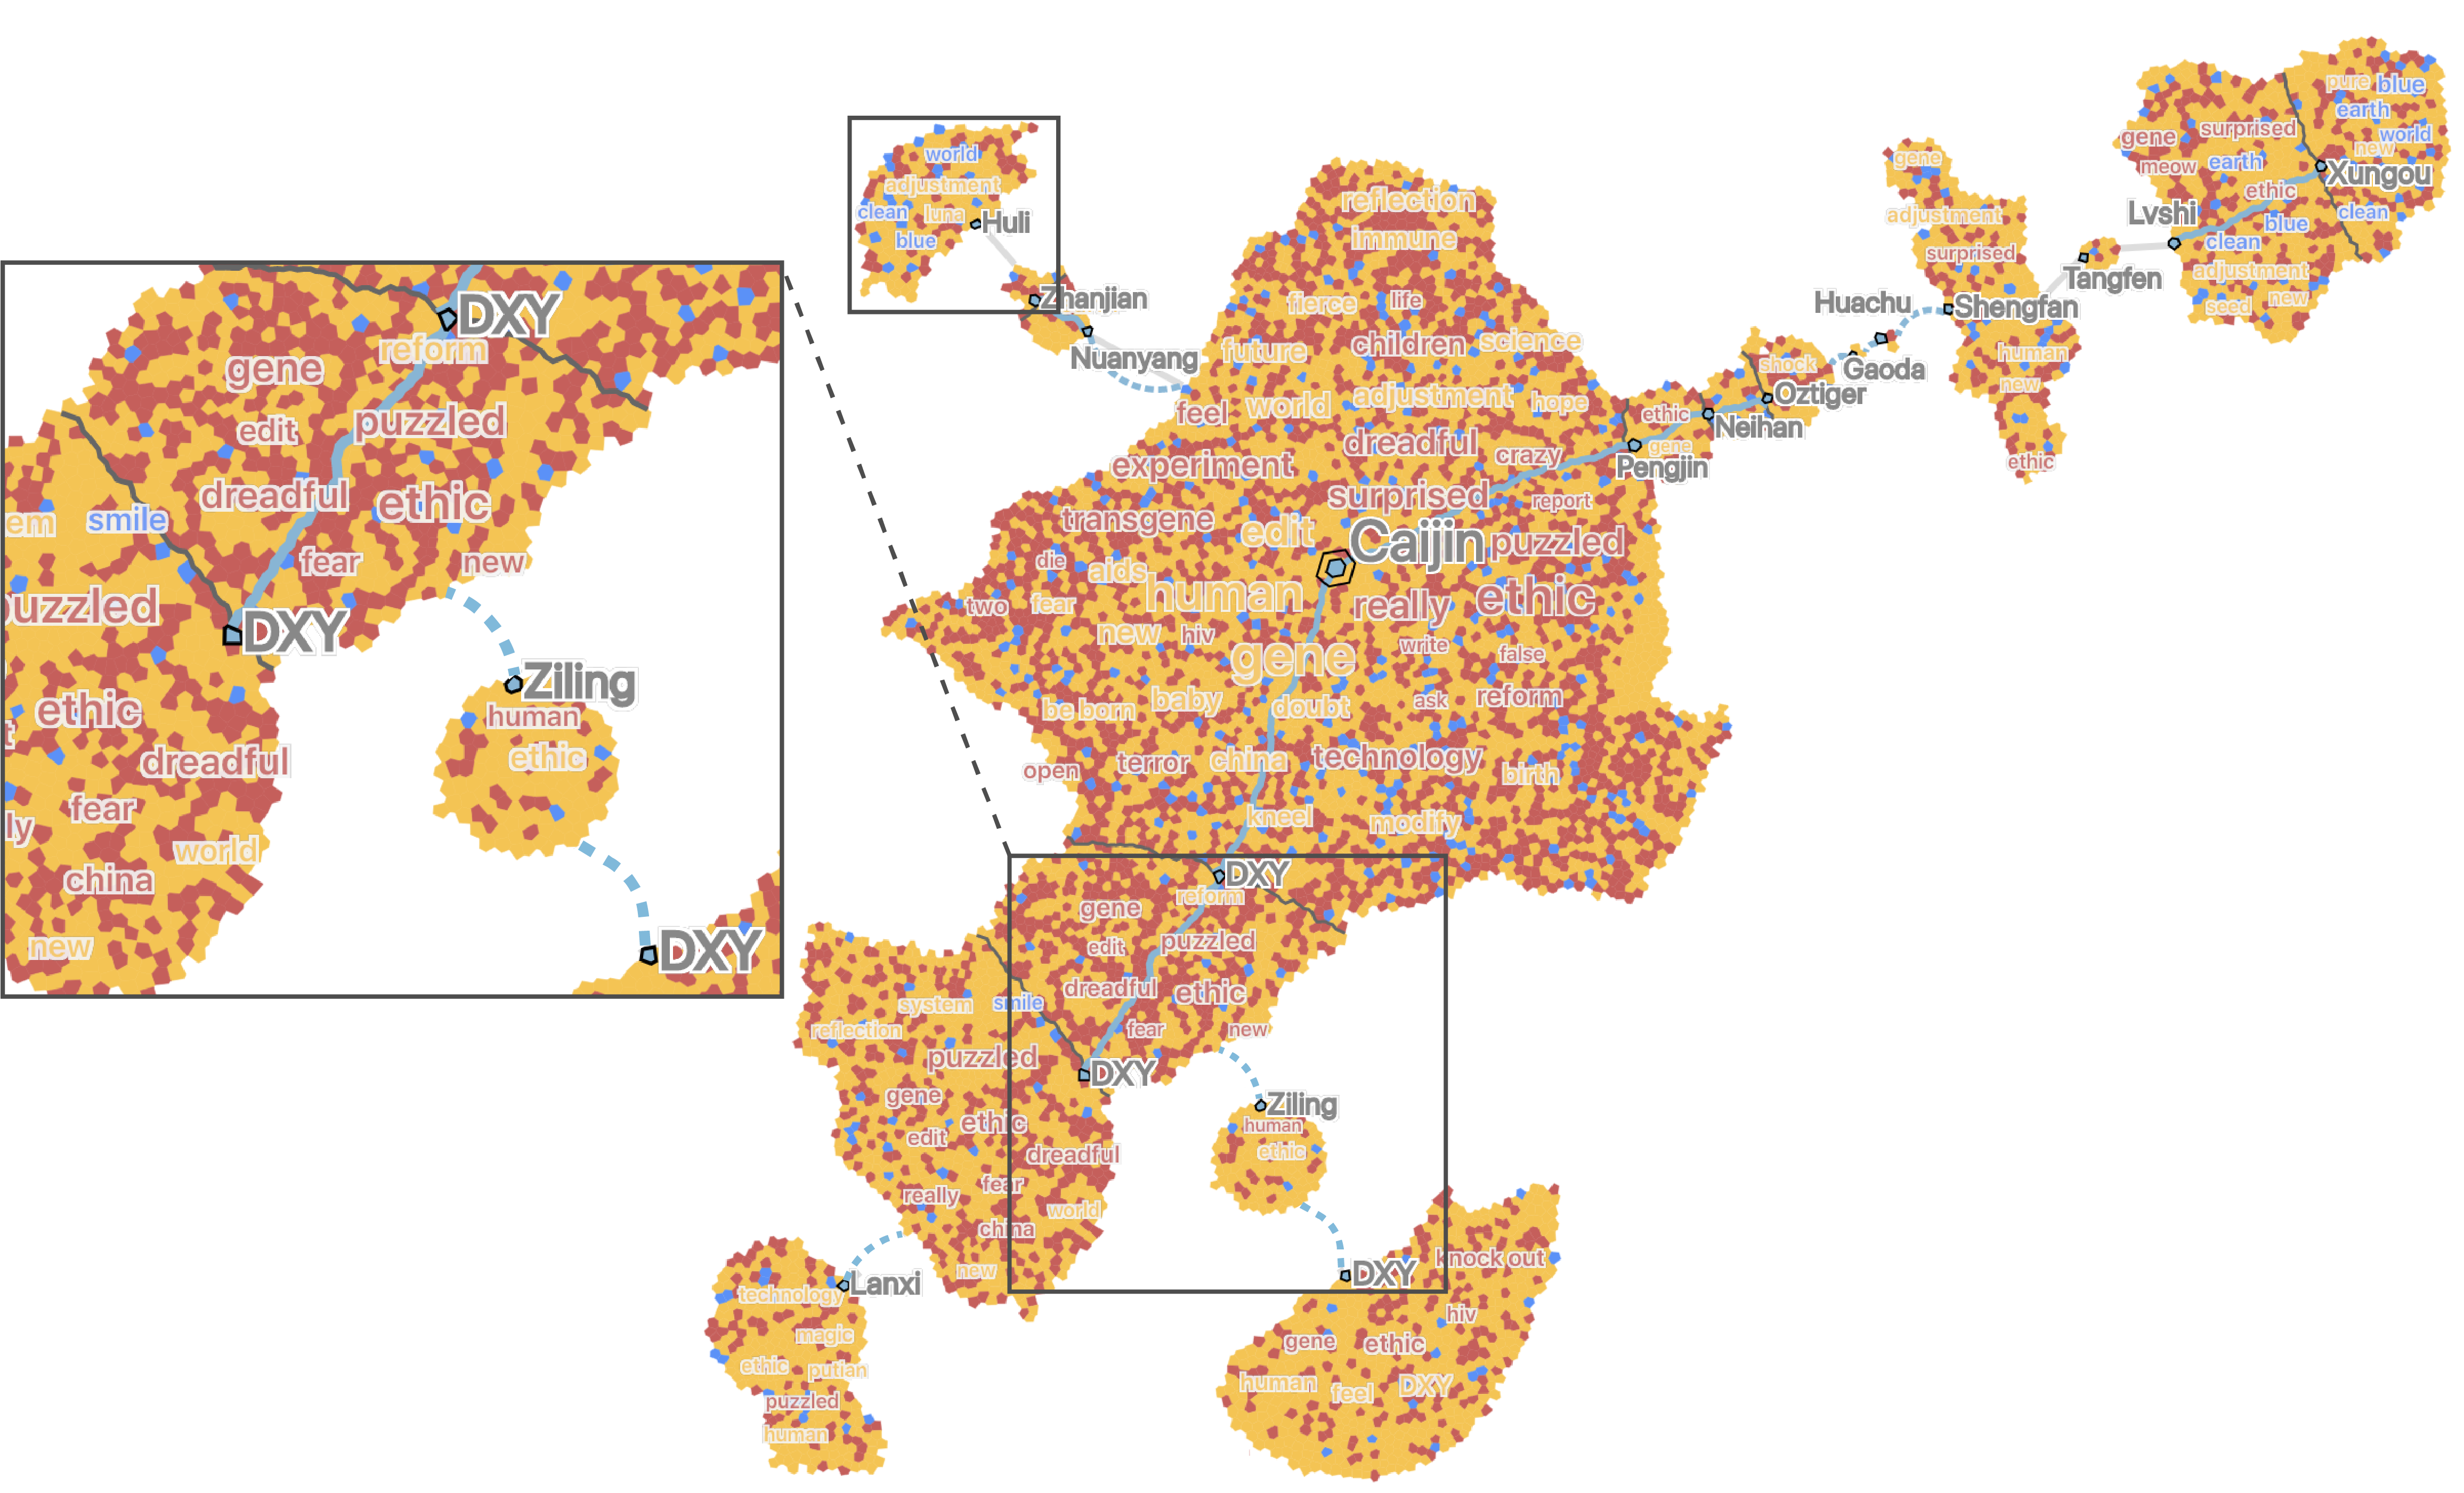 world
adjustment
clean
luna
Huli
blue
Zhanjian
Nuanyang
reflection
immune
fierce
life
future
children
science
feel
world
adjustment
hope
dreadful
experiment
crazy
surprised
report
transgene
edit
Caijin
puzzled
die
aids
human
really
ethic
two
fear
new
hiv
write
false
gene
be born
baby
doubt
ask
reform
open
terror
china
technology
birth
kneel
modify
ethic
gene
Pengjin
Neihan
shock
Oztiger
Gaoda
Huachu
gene
adjustment
surprised
Shengfan
human
new
ethic
Tangfen
Lvshi
gene
surprised
meow
earth
ethic
blue
clean
adjustment
seed
new
pure
blue
earth
world
new
Xungou
clean
DXY
reform
gene
puzzled
edit
dreadful
ethic
em
smile
fear
new
puzzled
DXY
Ziling
ethic
human
ethic
t
dreadful
fear
ly
world
china
new
DXY
DXY
reform
gene
edit
puzzled
dreadful
ethic
fear
new
system
smile
reflection
puzzled
DXY
gene
ethic
edit
dreadful
really
fear
world
china
new
Ziling
human
ethic
Lanxi
technology
magic
ethic
putian
puzzled
human
DXY
knock out
hiv
gene
ethic
human
feel
DXY